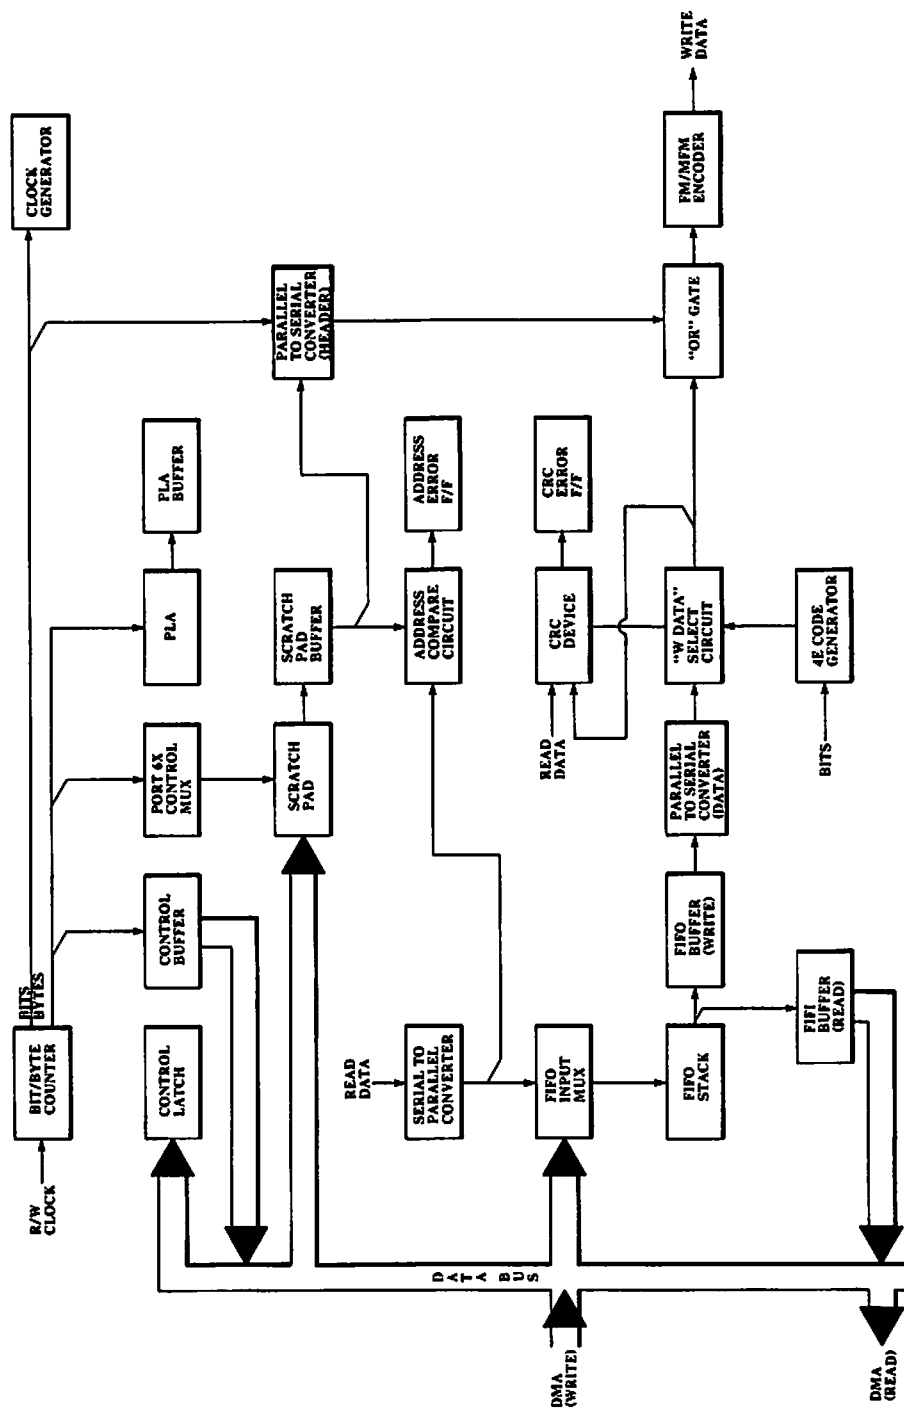 R/W
CLOCK
BIT/BYTE
COUNTER
BITS
BYTES
CLOCK
GENERATOR
CONTROL
LATCH
CONTROL
BUFFER
PORT 6X
CONTROL
MUX
PLA
PLA
BUFFER
SCRATCH
PAD
SCRATCH
PAD
BUFFER
PARALLEL
TO SERIAL
CONVERTER
(HEADER)
READ
DATA
SERIAL TO
PARALLEL
CONVERTER
ADDRESS
COMPARE
CIRCUIT
ADDRESS
ERROR
F/F
DATA BUS
DMA
(WRITE)
FIFO
INPUT
MUX
READ
DATA
CRC
DEVICE
CRC
ERROR
F/F
FIFO
STACK
FIFO
BUFFER
(WRITE)
PARALLEL
TO SERIAL
CONVERTER
(DATA)
"W DATA"
SELECT
CIRCUIT
"OR" GATE
FM/MFM
ENCODER
WRITE
DATA
DMA
(READ)
FIFI
BUFFER
(READ)
BITS
4E CODE
GENERATOR